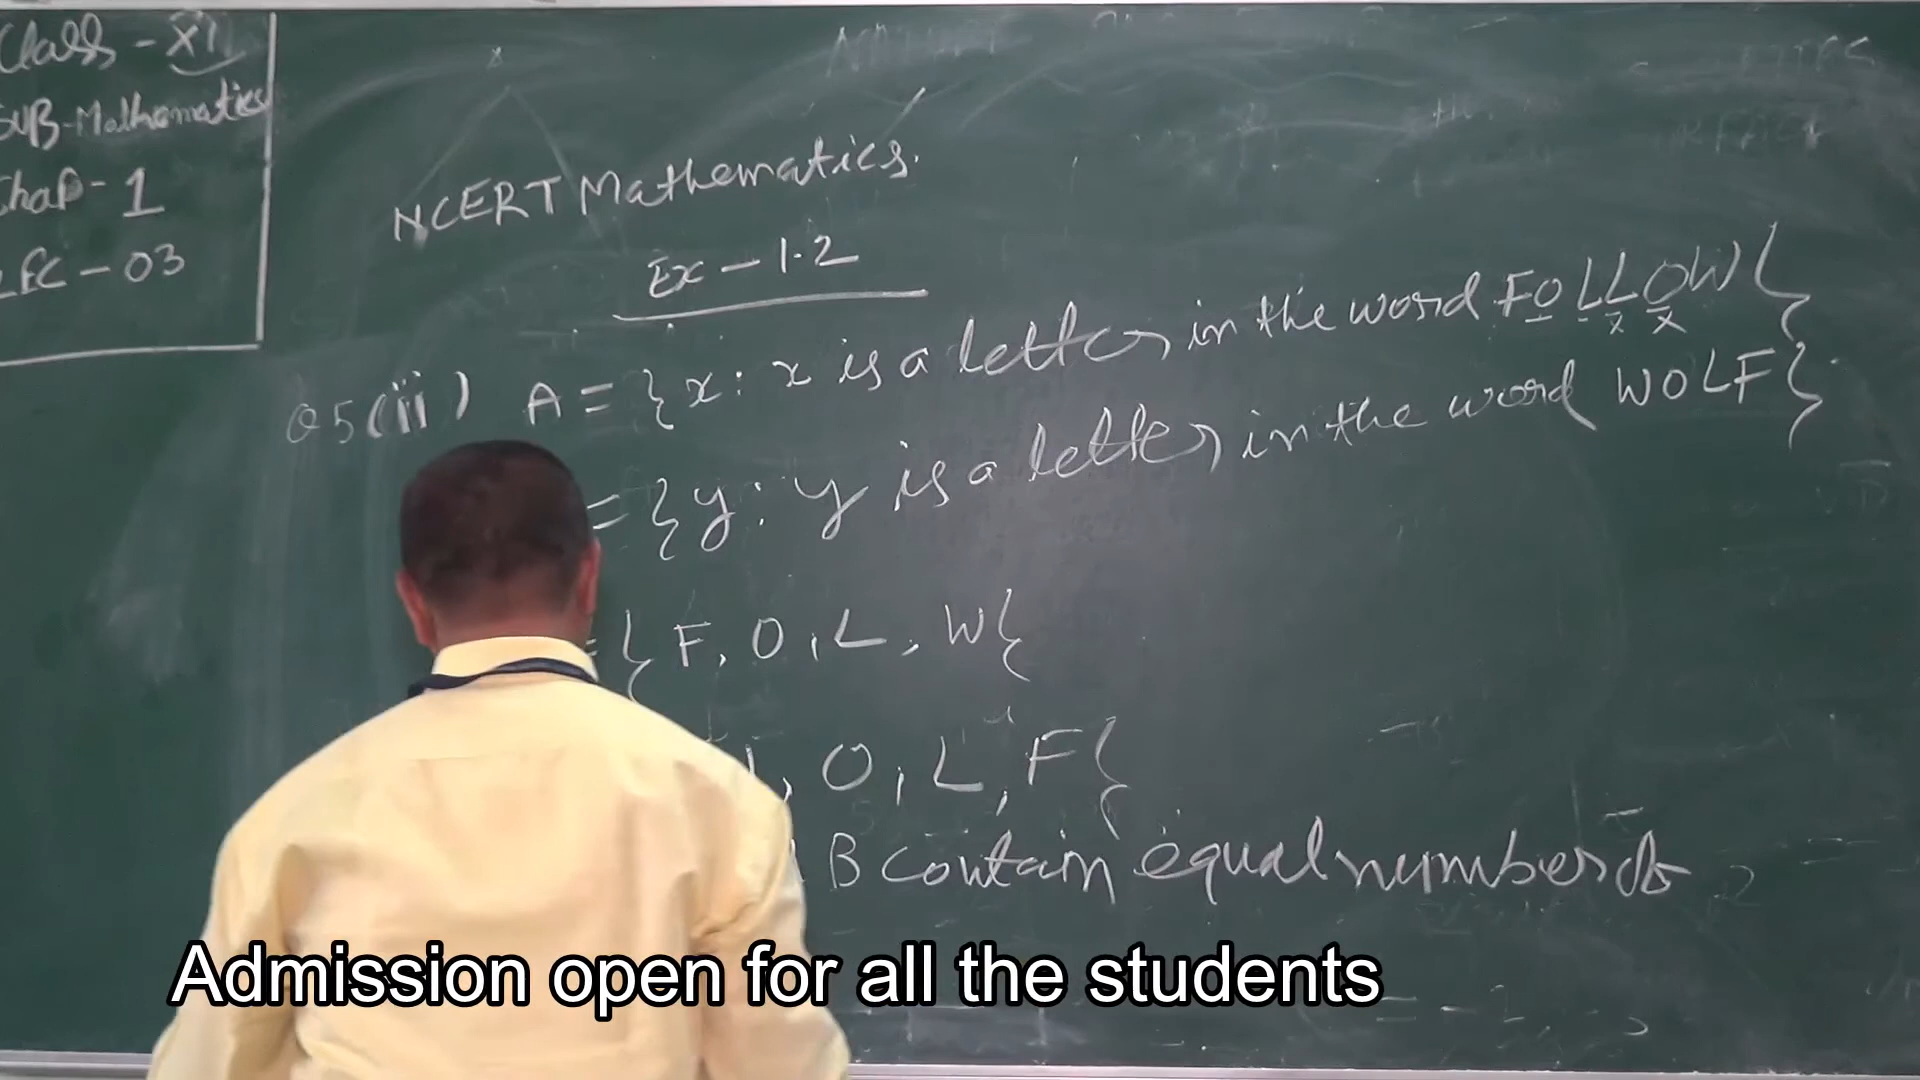 Class - XI
SUB-Mathematics
Chap - 1
LEC - 03
NCERT Mathematics.
Ex - 1.2
Q5(ii) A = {x : x is a letter in the word FOLLOW}
= {y : y is a letter in the word WOLF}
= {F, O, L, W}
, O, L, F}
B contain equal number of
Admission open for all the students